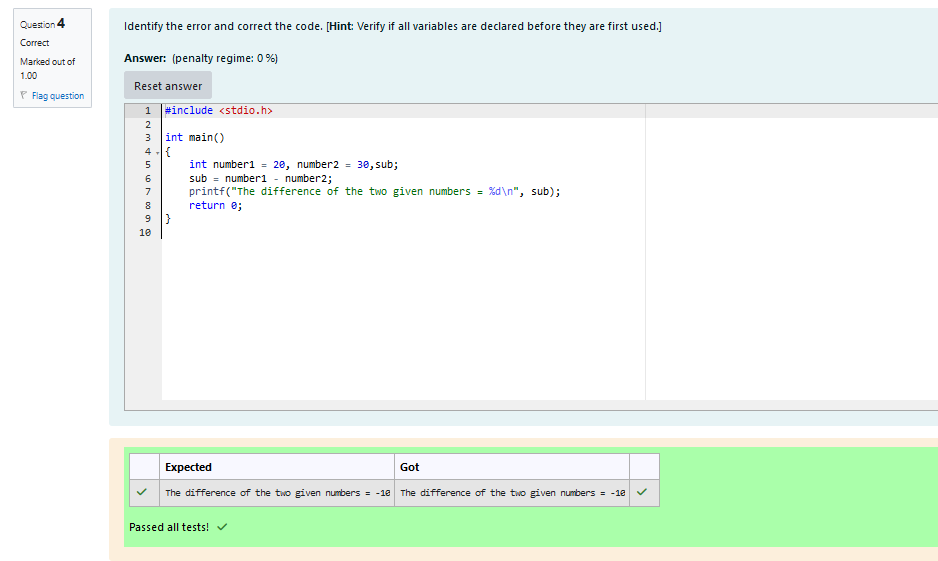 Question 4
Correct
Marked out of
1.00
Flag question
Identify the error and correct the code. [Hint: Verify if all variables are declared before they are first used.]
Answer: (penalty regime: 0 %)
Reset answer
1 #include <stdio.h>
2
3 int main()
4 {
5 int number1 = 20, number2 = 30,sub;
6 sub = number1 - number2;
7 printf("The difference of the two given numbers = %d\n", sub);
8 return 0;
9 }
10
Expected Got
The difference of the two given numbers = -10 The difference of the two given numbers = -10
Passed all tests!